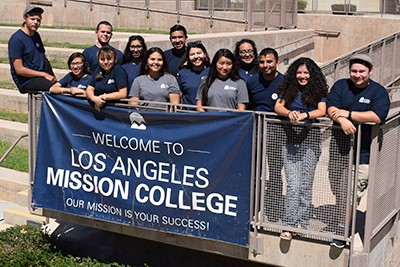 WELCOME TO
LOS ANGELES
MISSION COLLEGE
OUR MISSION IS YOUR SUCCESS!